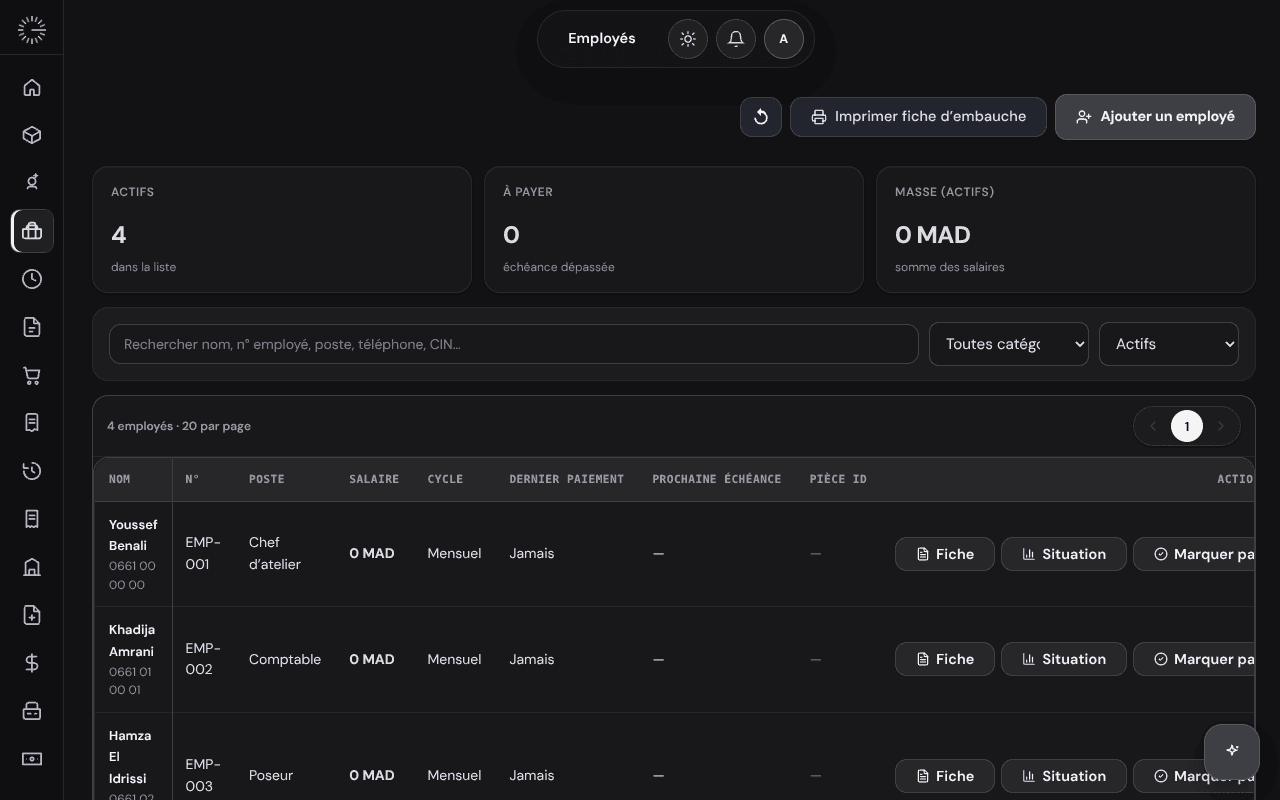 Employés
A
Imprimer fiche d’embauche
Ajouter un employé
ACTIFS
4
dans la liste
À PAYER
0
échéance dépassée
MASSE (ACTIFS)
0 MAD
somme des salaires
Rechercher nom, n° employé, poste, téléphone, CIN…
Toutes catégo
Actifs
4 employés · 20 par page
1
NOM
N°
POSTE
SALAIRE
CYCLE
DERNIER PAIEMENT
PROCHAINE ÉCHÉANCE
PIÈCE ID
ACTIO
Youssef
Benali
0661 00
00 00
EMP-
001
Chef
d’atelier
0 MAD
Mensuel
Jamais
—
—
Fiche
Situation
Marquer pa
Khadija
Amrani
0661 01
00 01
EMP-
002
Comptable
0 MAD
Mensuel
Jamais
—
—
Fiche
Situation
Marquer pa
Hamza
El
Idrissi
0661 02
EMP-
003
Poseur
0 MAD
Mensuel
Jamais
—
—
Fiche
Situation
Marquer pa